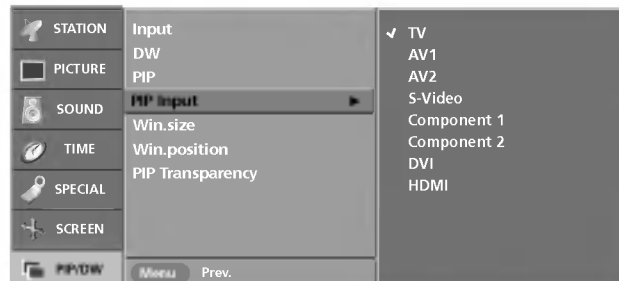 STATION
PICTURE
SOUND
TIME
SPECIAL
SCREEN
PIP/DW
Input
DW
PIP
PIP Input
Win.size
Win.position
PIP Transparency
Menu Prev.
TV
AV1
AV2
S-Video
Component 1
Component 2
DVI
HDMI